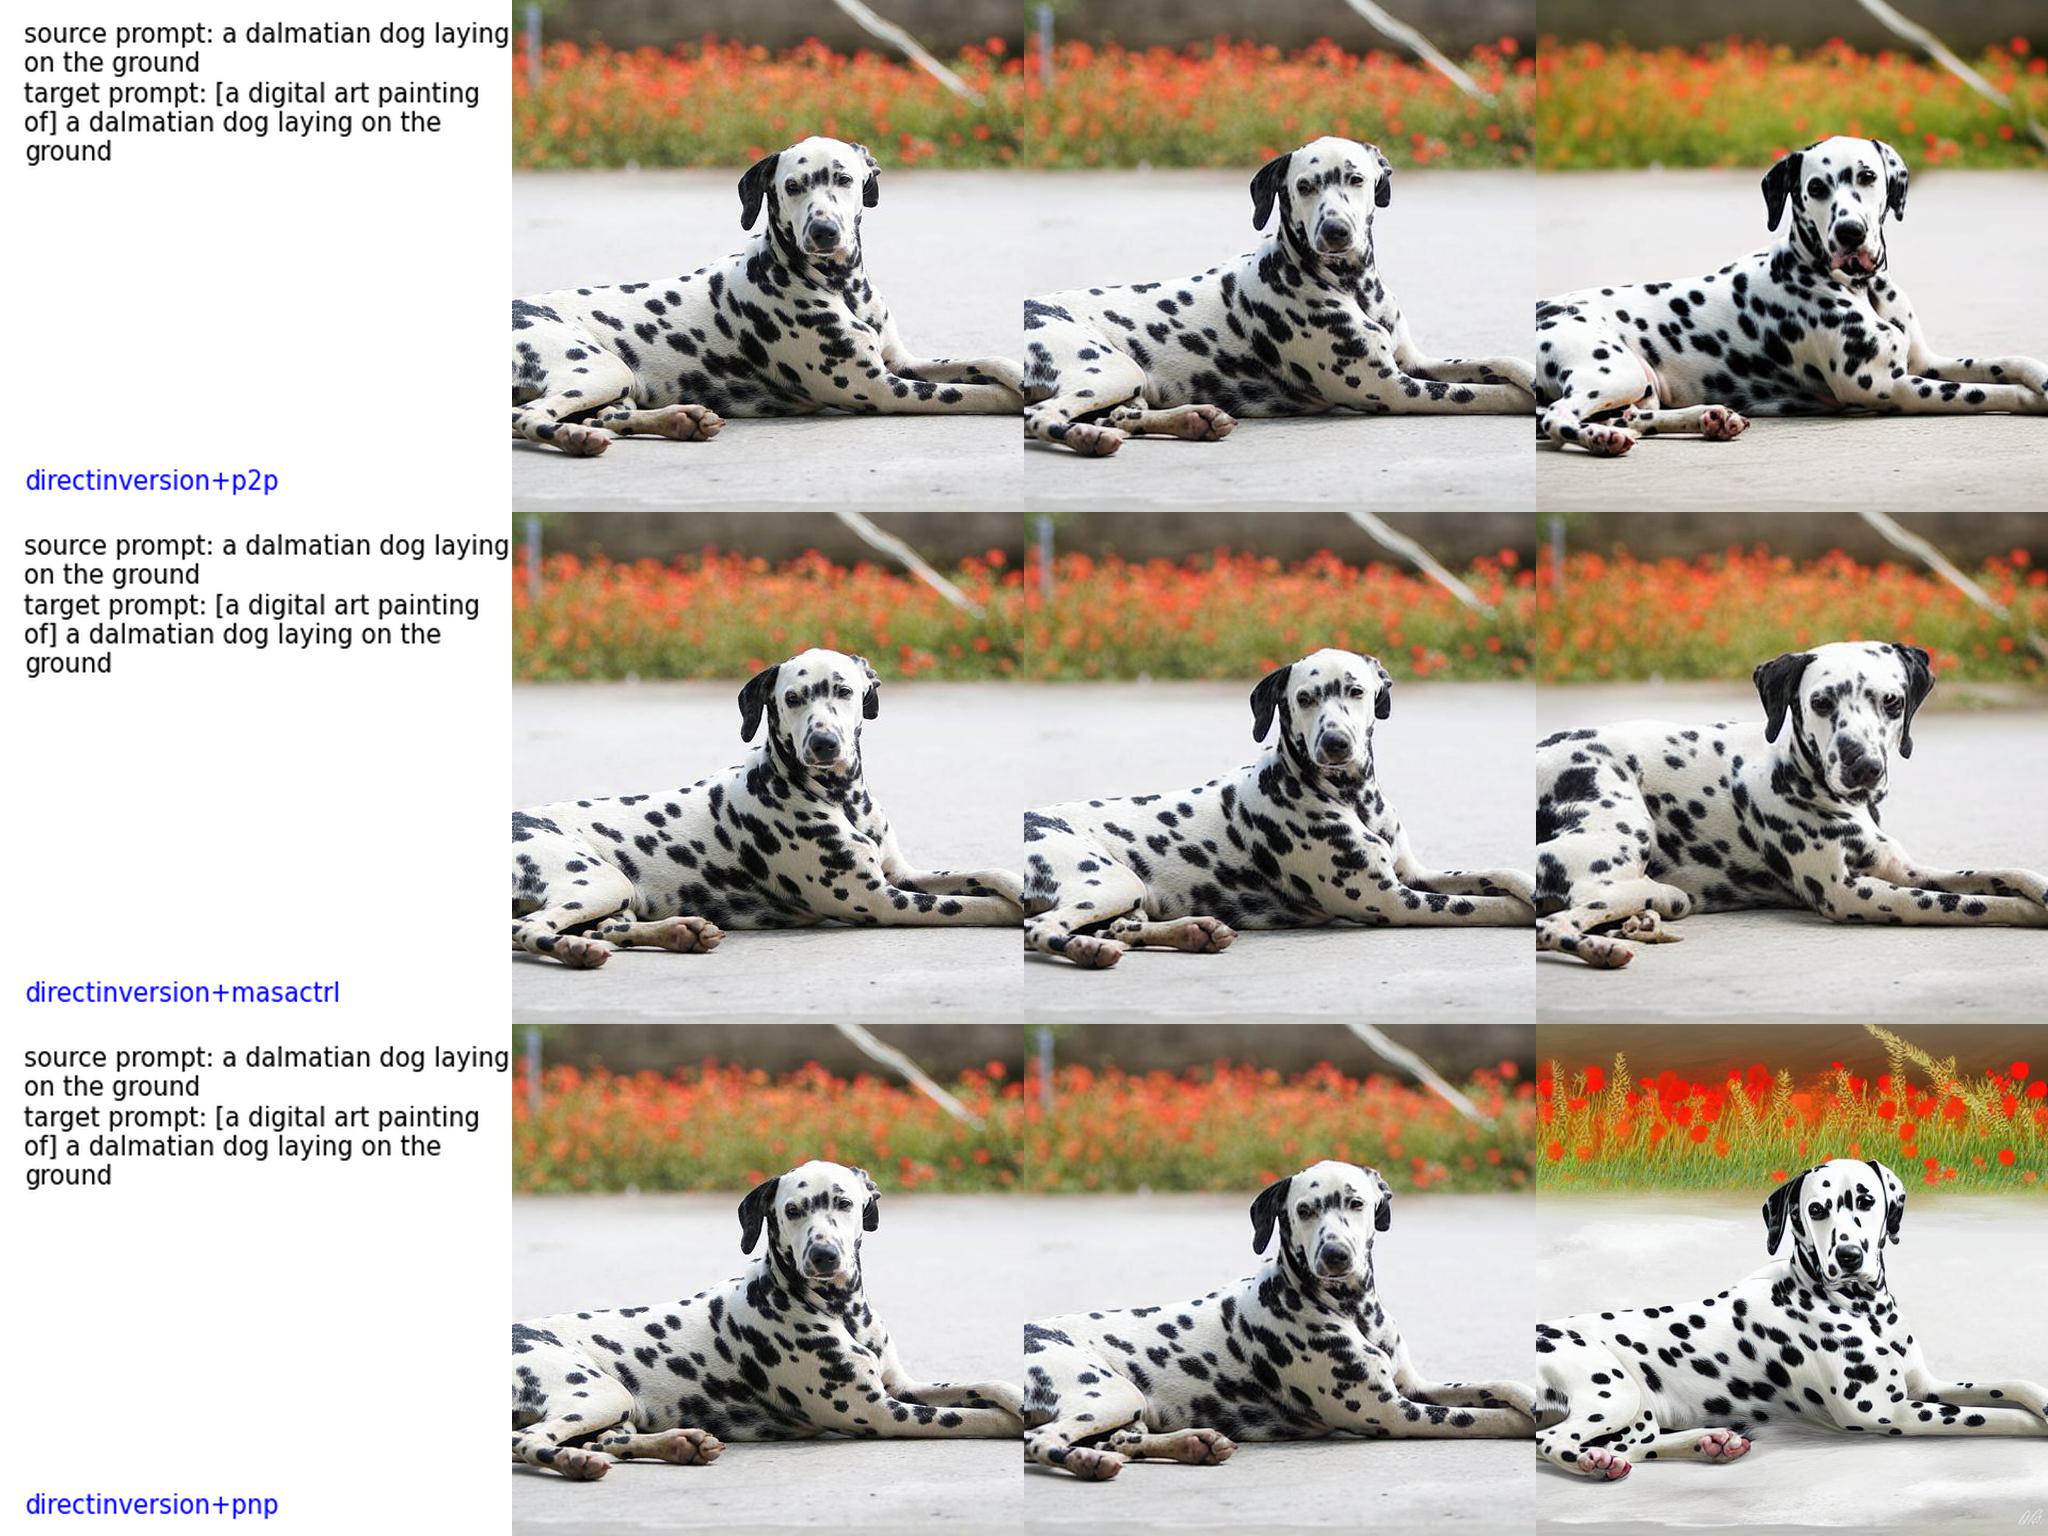 source prompt: a dalmatian dog laying
on the ground
target prompt: [a digital art painting
of] a dalmatian dog laying on the
ground
directinversion+p2p
source prompt: a dalmatian dog laying
on the ground
target prompt: [a digital art painting
of] a dalmatian dog laying on the
ground
directinversion+masactrl
source prompt: a dalmatian dog laying
on the ground
target prompt: [a digital art painting
of] a dalmatian dog laying on the
ground
directinversion+pnp